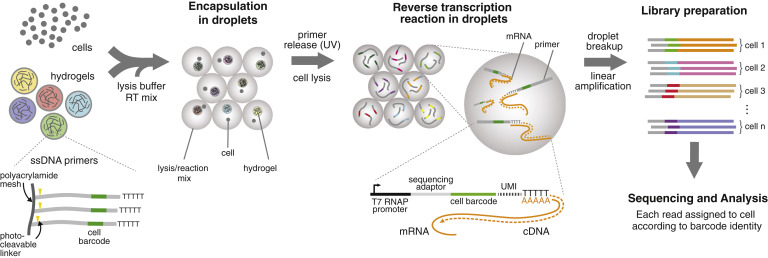 cells
hydrogels
lysis buffer
RT mix
ssDNA primers
polyacrylamide
mesh
TTTTT
TTTTT
TTTTT
photo-
cleavable
linker
cell
barcode
Encapsulation
in droplets
lysis/reaction
mix
cell
hydrogel
primer
release (UV)
cell lysis
Reverse transcription
reaction in droplets
mRNA
primer
T7 RNAP
promoter
sequencing
adaptor
cell barcode
UMI
TTTTT
AAAAA
mRNA
cDNA
droplet
breakup
linear
amplification
Library preparation
cell 1
cell 2
cell 3
...
cell n
Sequencing and Analysis
Each read assigned to cell
according to barcode identity